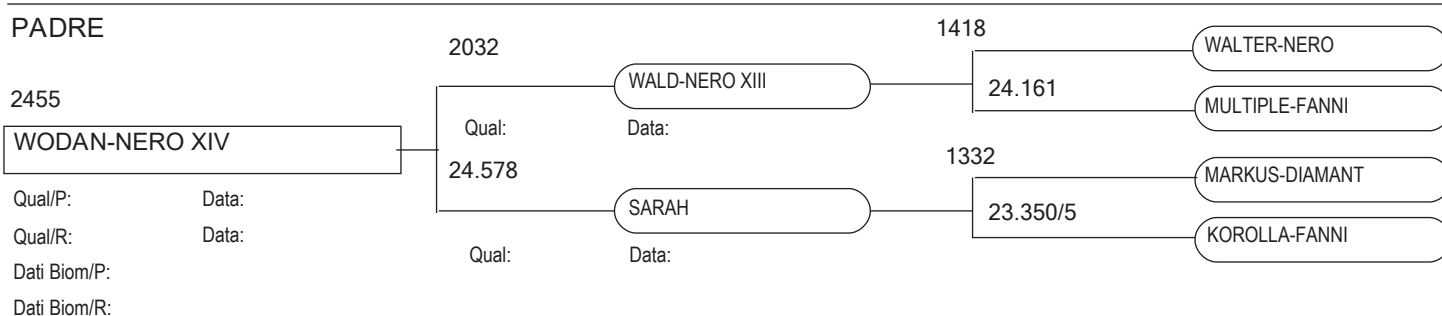 PADRE
2455
WODAN-NERO XIV
Qual/P: Data:
Qual/R: Data:
Dati Biom/P:
Dati Biom/R:
2032
WALD-NERO XIII
Qual: Data:
24.578
SARAH
Qual: Data:
1418
WALTER-NERO
24.161
MULTIPLE-FANNI
1332
MARKUS-DIAMANT
23.350/5
KOROLLA-FANNI